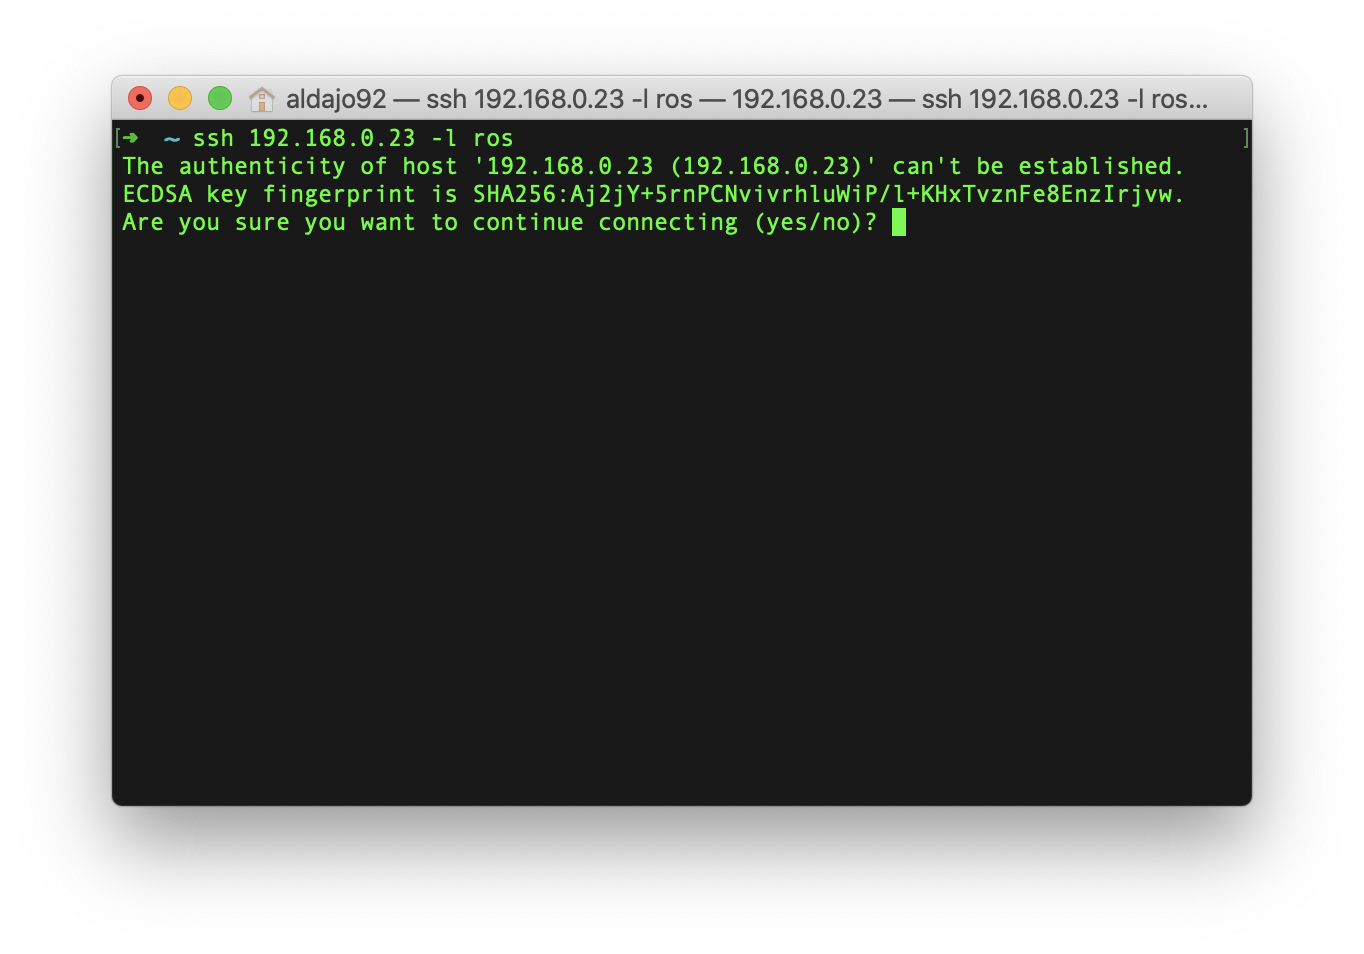 aldajo92 — ssh 192.168.0.23 -l ros — 192.168.0.23 — ssh 192.168.0.23 -l ros...
[➜  ~ ssh 192.168.0.23 -l ros ]
The authenticity of host '192.168.0.23 (192.168.0.23)' can't be established.
ECDSA key fingerprint is SHA256:Aj2jY+5rnPCNvivrhluWiP/l+KHxTvznFe8EnzIrjvw.
Are you sure you want to continue connecting (yes/no)?